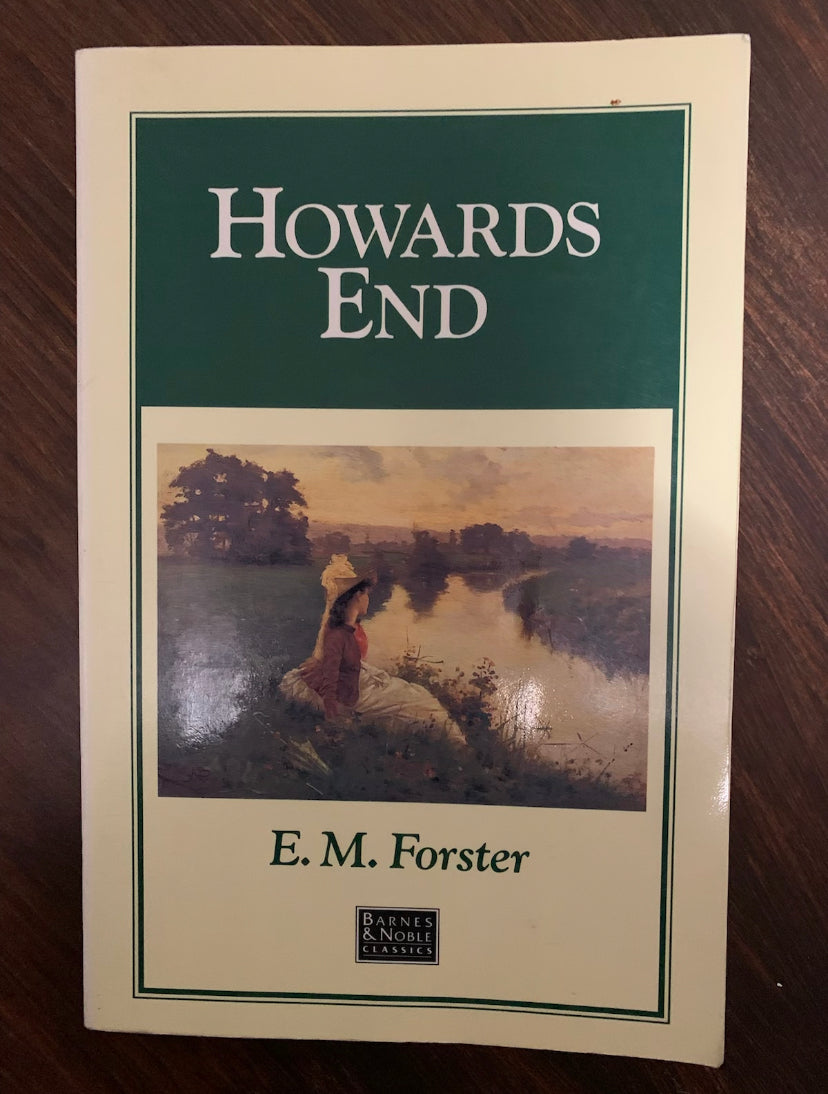 HOWARDS
END
E. M. Forster
BARNES
& NOBLE
CLASSICS